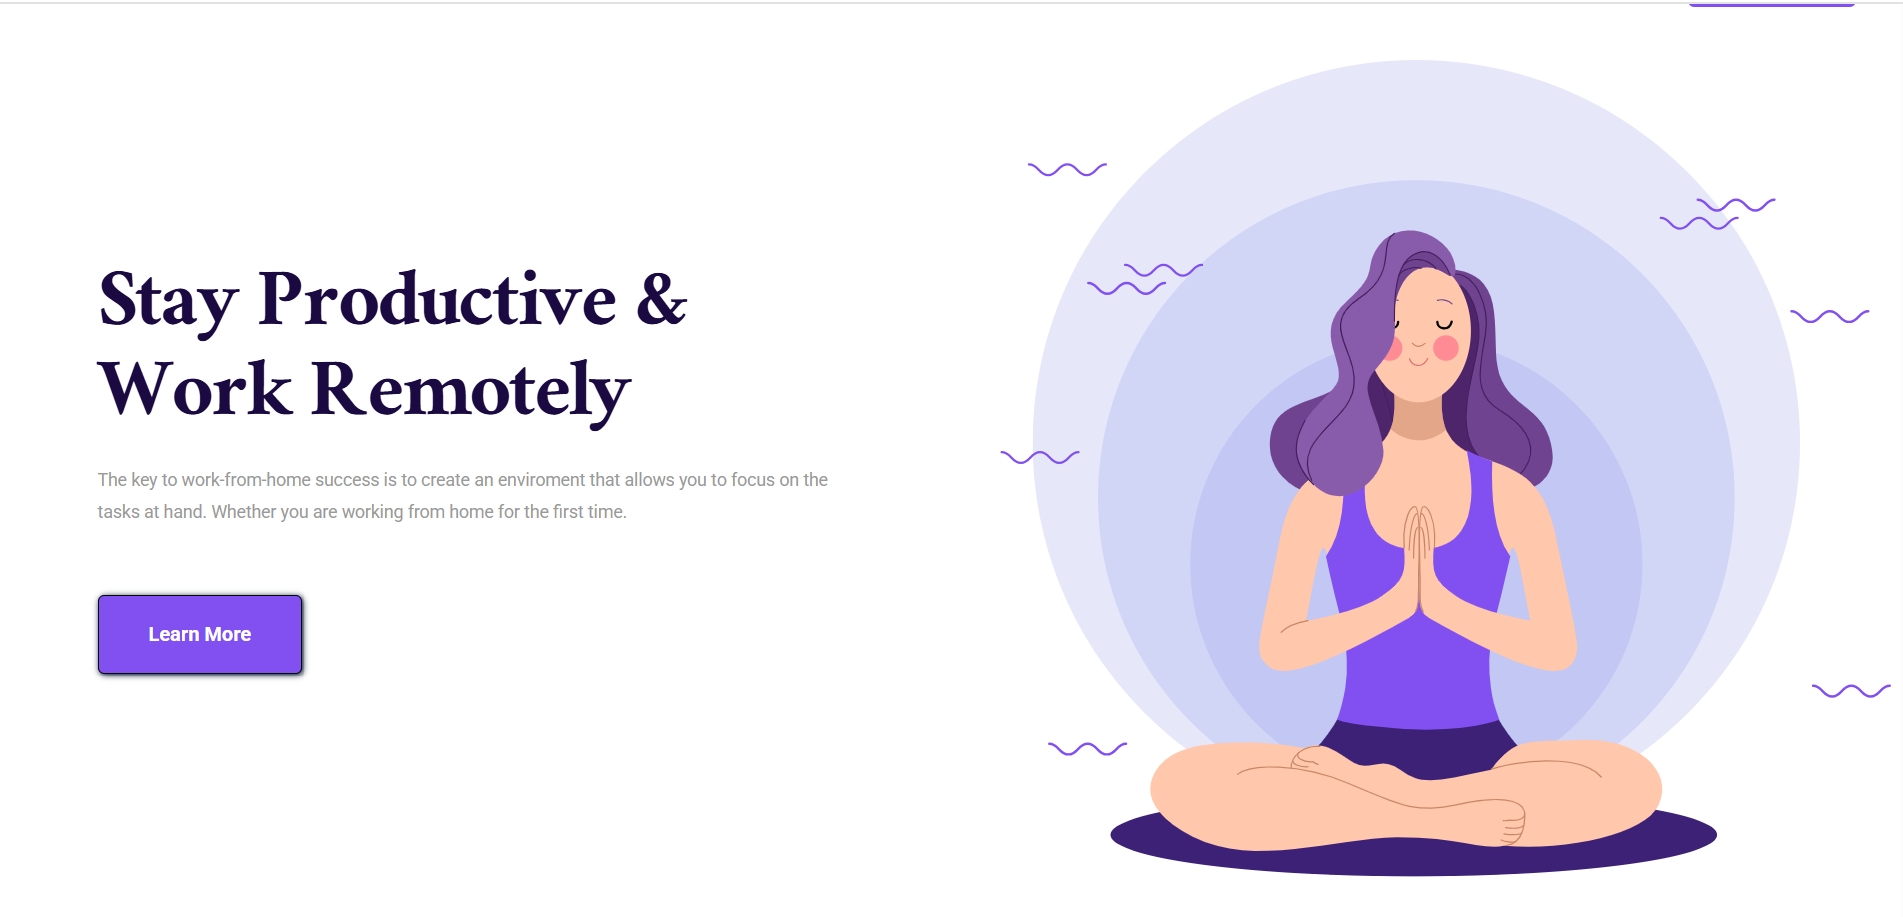 Stay Productive &
Work Remotely
The key to work-from-home success is to create an enviroment that allows you to focus on the
tasks at hand. Whether you are working from home for the first time.
Learn More